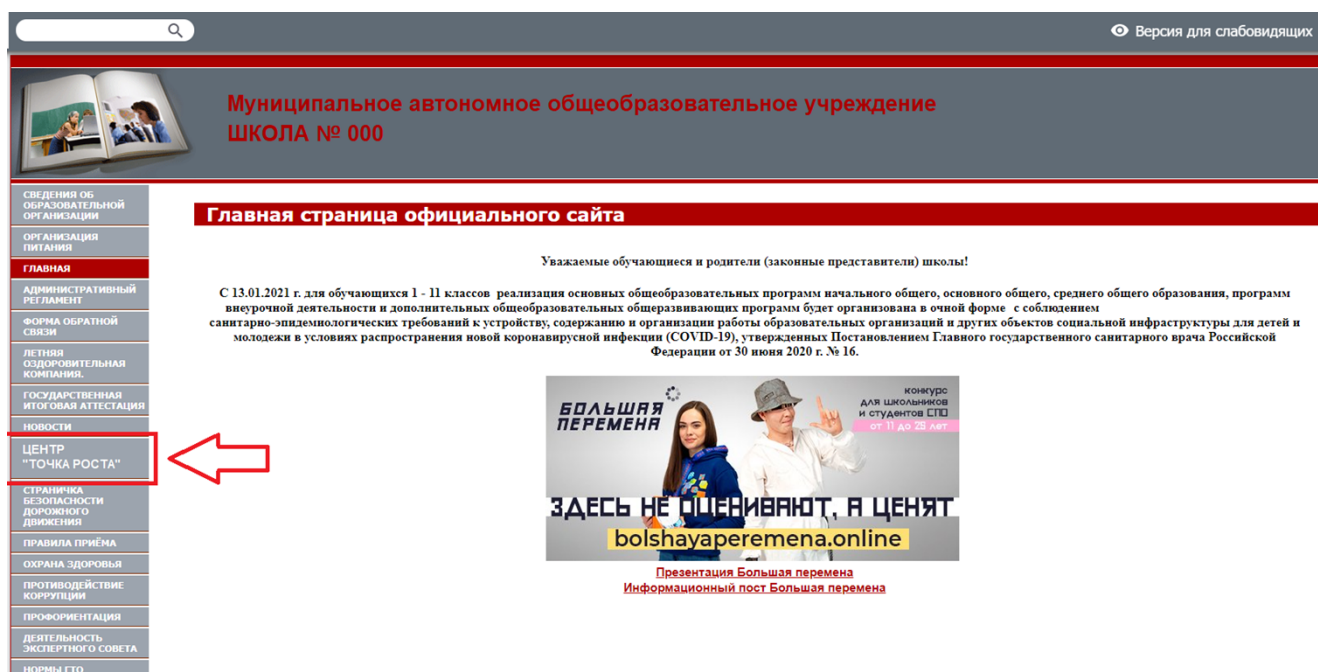 Версия для слабовидящих
Муниципальное автономное общеобразовательное учреждение
ШКОЛА № 000
СВЕДЕНИЯ ОБ
ОБРАЗОВАТЕЛЬНОЙ
ОРГАНИЗАЦИИ
ОРГАНИЗАЦИЯ
ПИТАНИЯ
ГЛАВНАЯ
АДМИНИСТРАТИВНЫЙ
РЕГЛАМЕНТ
ФОРМА ОБРАТНОЙ
СВЯЗИ
ЛЕТНЯЯ
ОЗДОРОВИТЕЛЬНАЯ
КОМПАНИЯ.
ГОСУДАРСТВЕННАЯ
ИТОГОВАЯ АТТЕСТАЦИЯ
НОВОСТИ
ЦЕНТР
"ТОЧКА РОСТА"
СТРАНИЧКА
БЕЗОПАСНОСТИ
ДОРОЖНОГО
ДВИЖЕНИЯ
ПРАВИЛА ПРИЁМА
ОХРАНА ЗДОРОВЬЯ
ПРОТИВОДЕЙСТВИЕ
КОРРУПЦИИ
ПРОФОРИЕНТАЦИЯ
ДЕЯТЕЛЬНОСТЬ
ЭКСПЕРТНОГО СОВЕТА
НОРМЫ ГТО
Главная страница официального сайта
Уважаемые обучающиеся и родители (законные представители) школы!
С 13.01.2021 г. для обучающихся 1 - 11 классов реализация основных общеобразовательных программ начального общего, основного общего, среднего общего образования, программ
внеурочной деятельности и дополнительных общеобразовательных общеразвивающих программ будет организована в очной форме с соблюдением
санитарно-эпидемиологических требований к устройству, содержанию и организации работы образовательных организаций и других объектов социальной инфраструктуры для детей и
молодежи в условиях распространения новой коронавирусной инфекции (COVID-19), утвержденных Постановлением Главного государственного санитарного врача Российской
Федерации от 30 июня 2020 г. № 16.
БОЛЬШАЯ
ПЕРЕМЕНА
конкурс
для школьников
и студентов СПО
от 11 до 25 лет
ЗДЕСЬ НЕ ОЦЕНИВАЮТ, А ЦЕНЯТ
bolshayaperemena.online
Презентация Большая перемена
Информационный пост Большая перемена